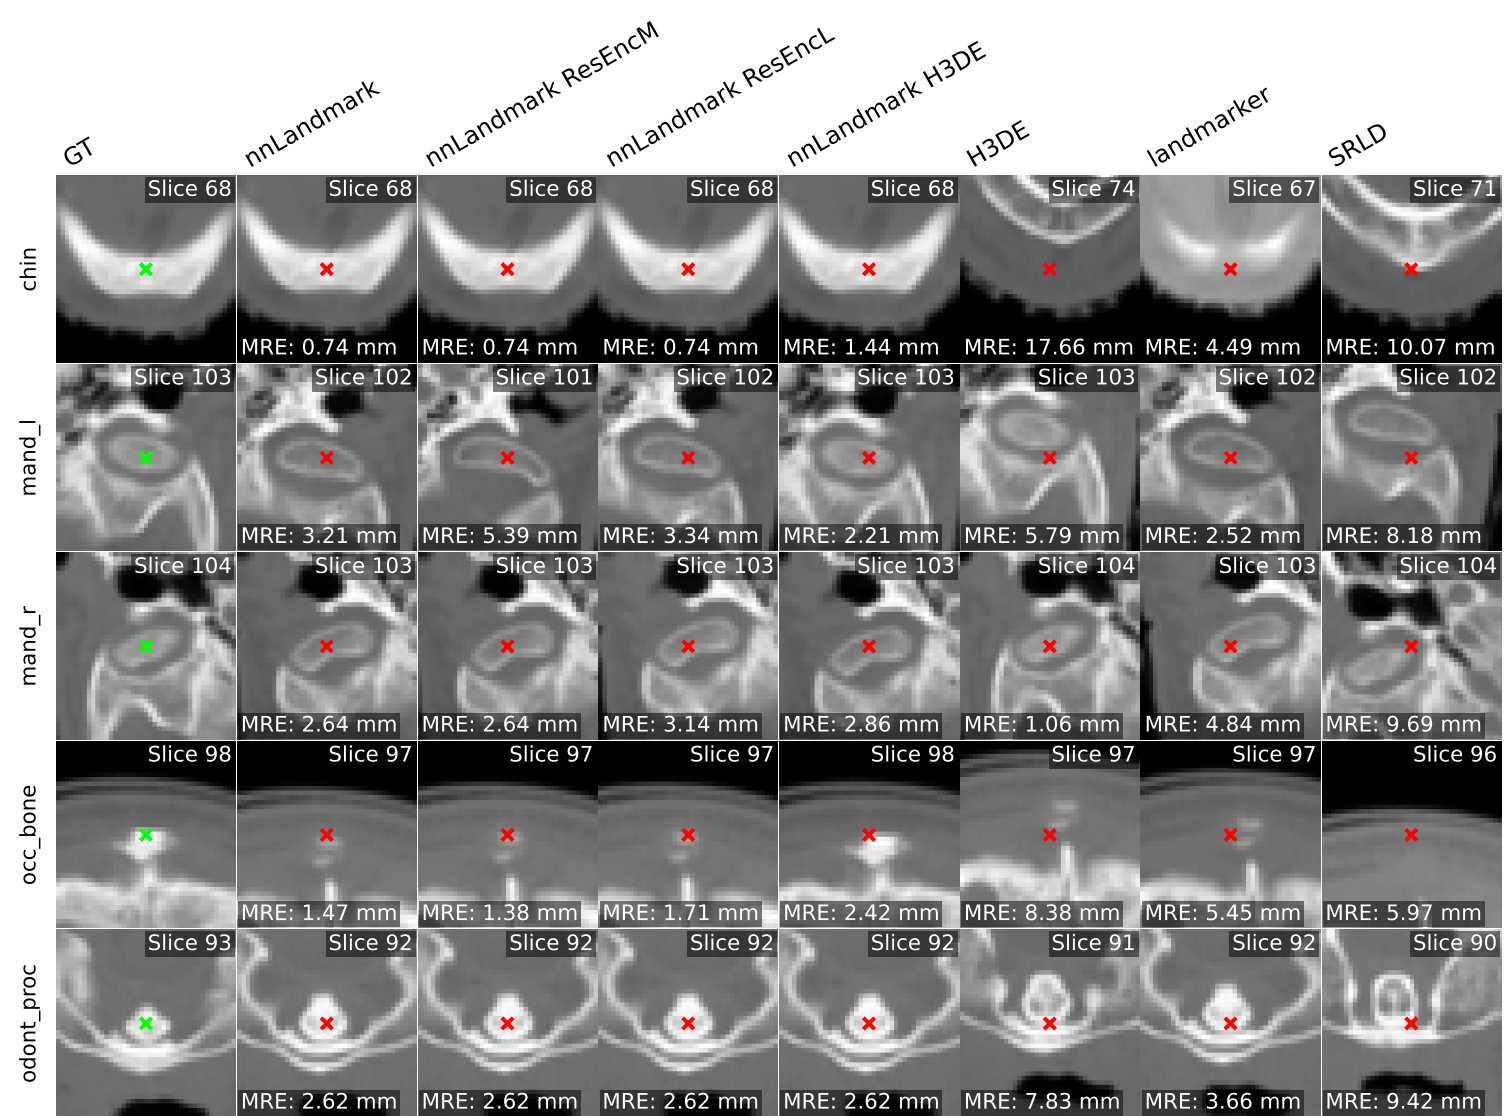 GT
nnLandmark
nnLandmark ResEncM
nnLandmark ResEncL
nnLandmark H3DE
H3DE
landmarker
SRLD
chin
Slice 68
Slice 68
MRE: 0.74 mm
Slice 68
MRE: 0.74 mm
Slice 68
MRE: 0.74 mm
Slice 68
MRE: 1.44 mm
Slice 74
MRE: 17.66 mm
Slice 67
MRE: 4.49 mm
Slice 71
MRE: 10.07 mm
mand_l
Slice 103
Slice 102
MRE: 3.21 mm
Slice 101
MRE: 5.39 mm
Slice 102
MRE: 3.34 mm
Slice 103
MRE: 2.21 mm
Slice 103
MRE: 5.79 mm
Slice 102
MRE: 2.52 mm
Slice 102
MRE: 8.18 mm
mand_r
Slice 104
Slice 103
MRE: 2.64 mm
Slice 103
MRE: 2.64 mm
Slice 103
MRE: 3.14 mm
Slice 103
MRE: 2.86 mm
Slice 104
MRE: 1.06 mm
Slice 103
MRE: 4.84 mm
Slice 104
MRE: 9.69 mm
occ_bone
Slice 98
Slice 97
MRE: 1.47 mm
Slice 97
MRE: 1.38 mm
Slice 97
MRE: 1.71 mm
Slice 98
MRE: 2.42 mm
Slice 97
MRE: 8.38 mm
Slice 97
MRE: 5.45 mm
Slice 96
MRE: 5.97 mm
odont_proc
Slice 93
Slice 92
MRE: 2.62 mm
Slice 92
MRE: 2.62 mm
Slice 92
MRE: 2.62 mm
Slice 92
MRE: 2.62 mm
Slice 91
MRE: 7.83 mm
Slice 92
MRE: 3.66 mm
Slice 90
MRE: 9.42 mm